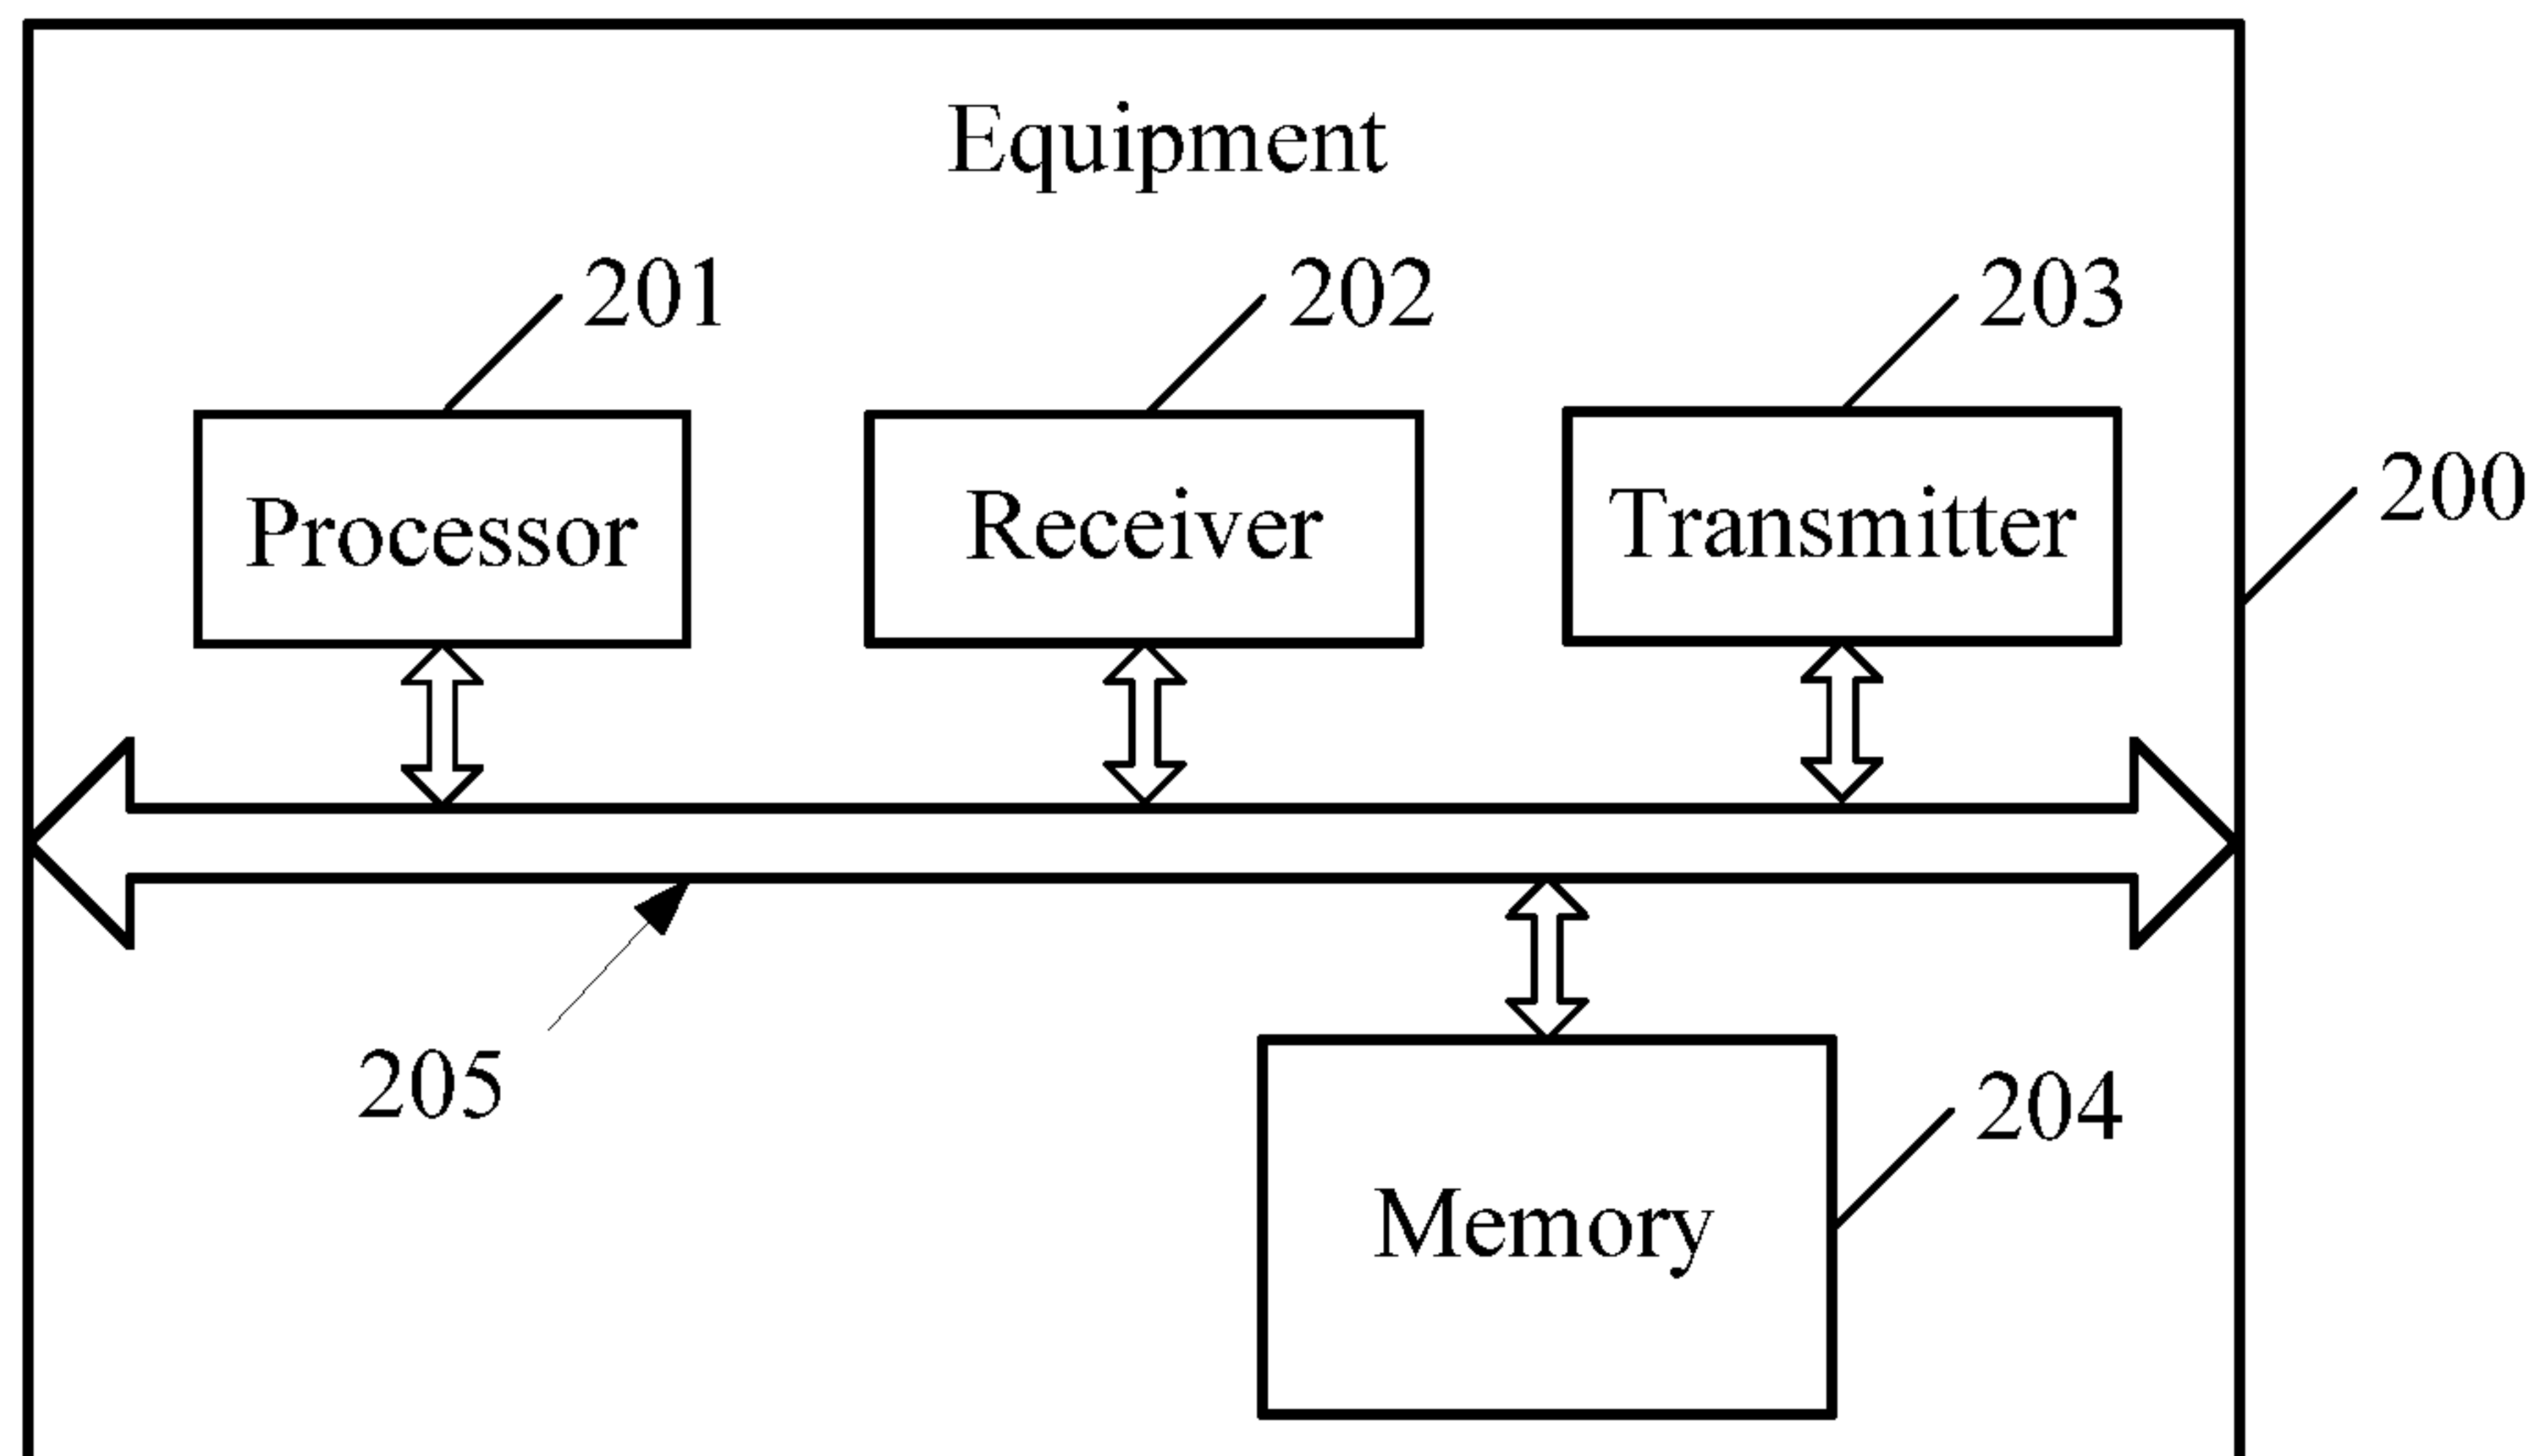 Equipment
201
202
203
200
Processor
Receiver
Transmitter
205
204
Memory